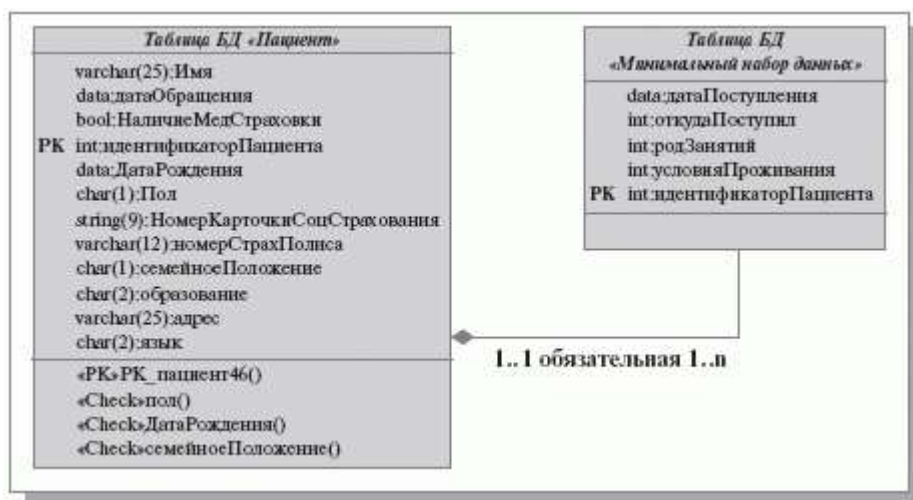 Таблица БД «Пациент»
varchar(25):Имя
data:датаОбращения
bool:НаличиеМедСтраховки
PK int:идентификаторПациента
data:ДатаРождения
char(1):Пол
string(9):НомерКарточкиСоцСтрахования
varchar(12):номерСтрахПолиса
char(1):семейноеПоложение
char(2):образование
varchar(25):адрес
char(2):язык
«PK»PK_пациент46()
«Check»пол()
«Check»ДатаРождения()
«Check»семейноеПоложение()
Таблица БД
«Минимальный набор данных»
data:датаПоступления
int:откудаПоступил
int:родЗанятий
int:условияПроживания
PK int:идентификаторПациента
1..1 обязательная 1..n